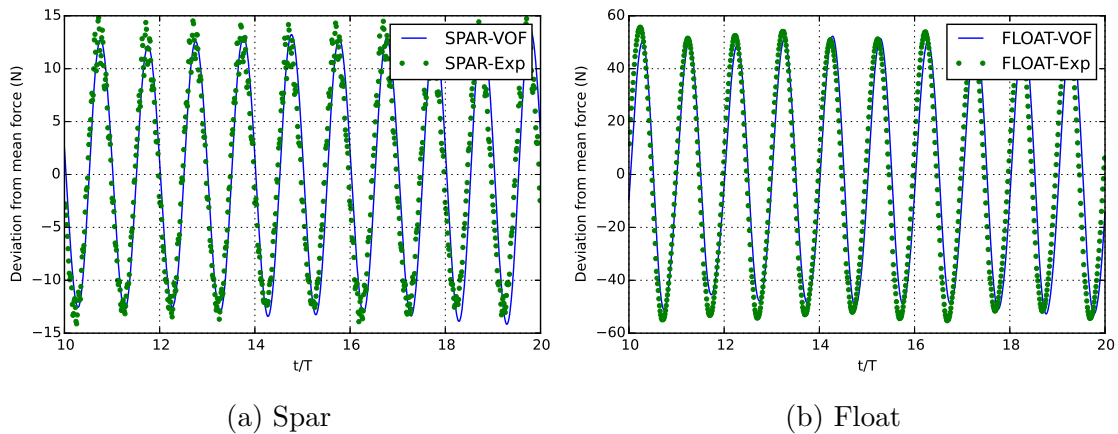 15
10
5
0
−5
−10
−15
Deviation from mean force (N)
SPAR-VOF
SPAR-Exp
10 12 14 16 18 20
t/T
(a) Spar
60
40
20
0
−20
−40
−60
Deviation from mean force (N)
FLOAT-VOF
FLOAT-Exp
10 12 14 16 18 20
t/T
(b) Float